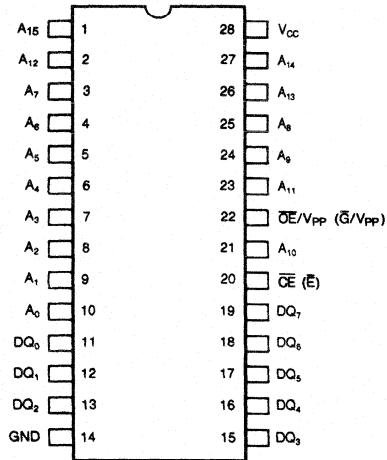 A15 1 28 VCC
A12 2 27 A14
A7 3 26 A13
A6 4 25 A8
A5 5 24 A9
A4 6 23 A11
A3 7 22 O̅E̅/VPP (G̅/VPP)
A2 8 21 A10
A1 9 20 C̅E̅ (E̅)
A0 10 19 DQ7
DQ0 11 18 DQ6
DQ1 12 17 DQ5
DQ2 13 16 DQ4
GND 14 15 DQ3